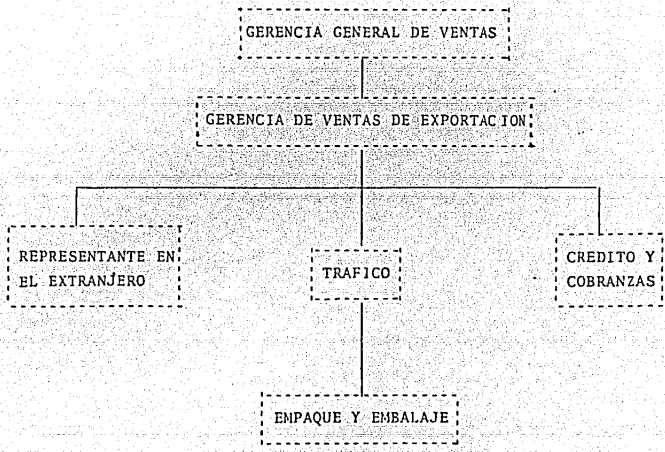 GERENCIA GENERAL DE VENTAS
GERENCIA DE VENTAS DE EXPORTACION
REPRESENTANTE EN
EL EXTRANJERO
TRAFICO
CREDITO Y
COBRANZAS
EMPAQUE Y EMBALAJE